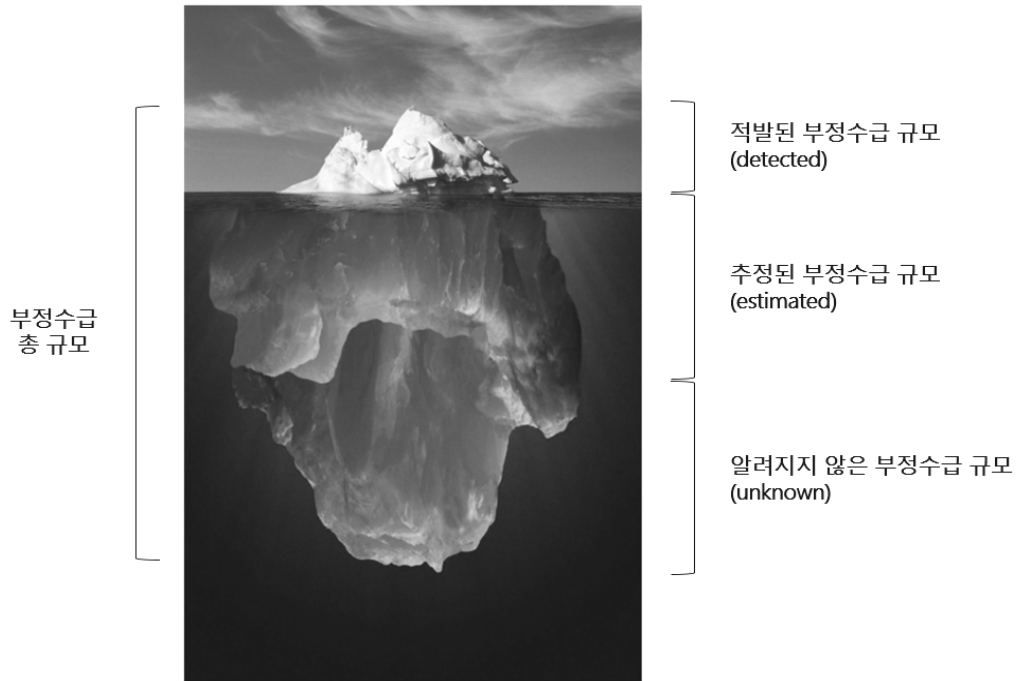 부정수급
총 규모
적발된 부정수급 규모
(detected)
추정된 부정수급 규모
(estimated)
알려지지 않은 부정수급 규모
(unknown)